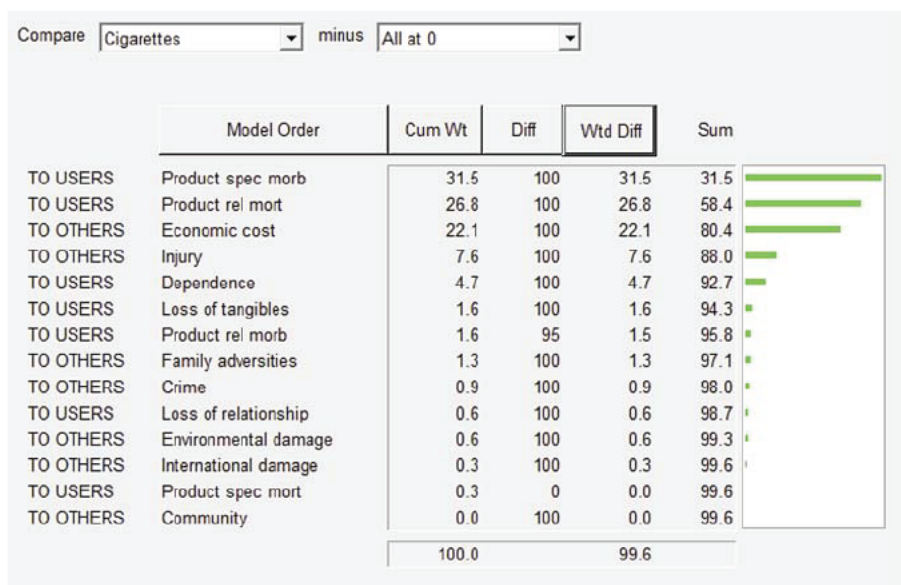 Compare Cigarettes minus All at 0
Model Order Cum Wt Diff Wtd Diff Sum
TO USERS Product spec morb 31.5 100 31.5 31.5
TO USERS Product rel mort 26.8 100 26.8 58.4
TO OTHERS Economic cost 22.1 100 22.1 80.4
TO OTHERS Injury 7.6 100 7.6 88.0
TO USERS Dependence 4.7 100 4.7 92.7
TO USERS Loss of tangibles 1.6 100 1.6 94.3
TO USERS Product rel morb 1.6 95 1.5 95.8
TO OTHERS Family adversities 1.3 100 1.3 97.1
TO OTHERS Crime 0.9 100 0.9 98.0
TO USERS Loss of relationship 0.6 100 0.6 98.7
TO OTHERS Environmental damage 0.6 100 0.6 99.3
TO OTHERS International damage 0.3 100 0.3 99.6
TO USERS Product spec mort 0.3 0 0.0 99.6
TO OTHERS Community 0.0 100 0.0 99.6
100.0 99.6